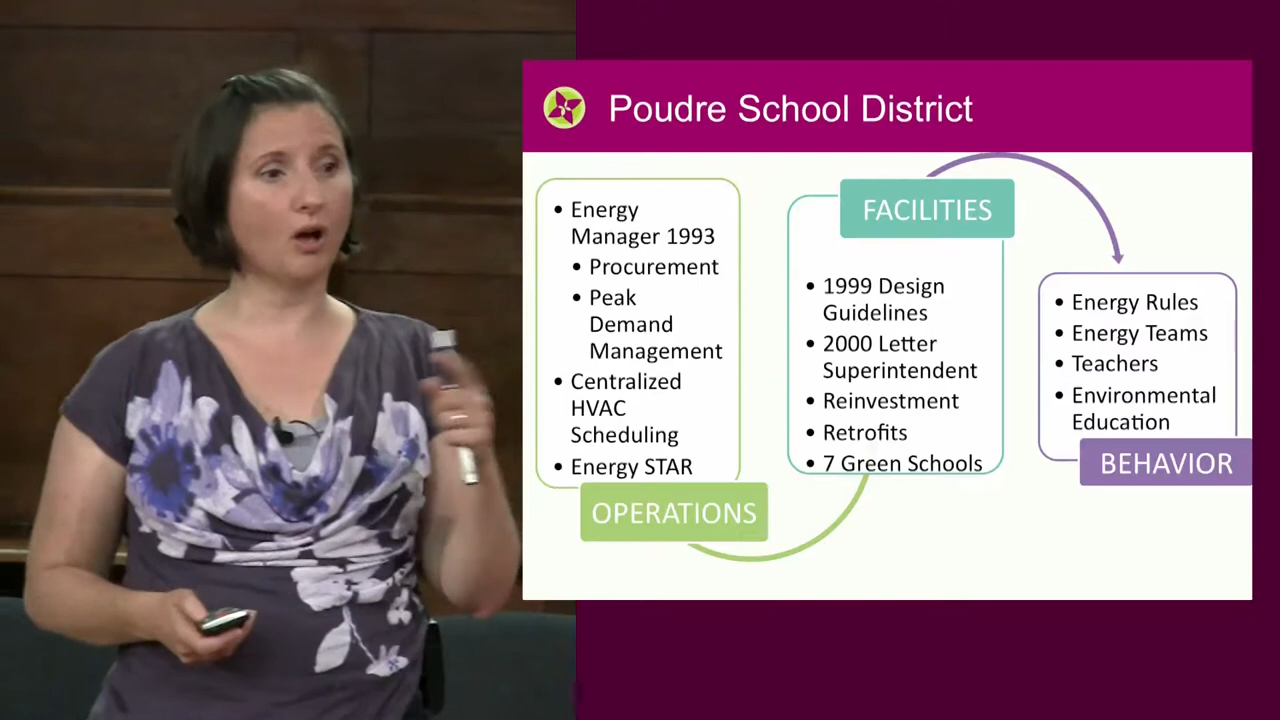 Poudre School District
• Energy
Manager 1993
• Procurement
• Peak
Demand
Management
• Centralized
HVAC
Scheduling
• Energy STAR
OPERATIONS
FACILITIES
• 1999 Design
Guidelines
• 2000 Letter
Superintendent
• Reinvestment
• Retrofits
• 7 Green Schools
• Energy Rules
• Energy Teams
• Teachers
• Environmental
Education
BEHAVIOR